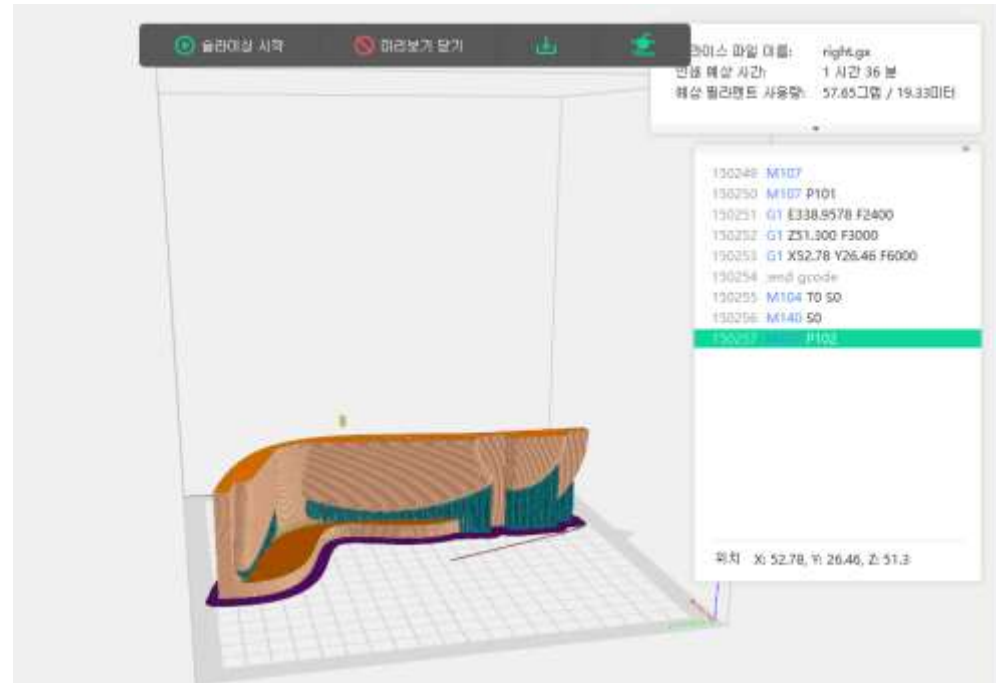 슬라이싱 시작 미리보기 닫기
라이스 파일 이름: right.gx
인쇄 예상 시간: 1 시간 36 분
예상 필라멘트 사용량: 57.65그램 / 19.33미터
150249 M107
150250 M107 P101
150251 G1 E338.9578 F2400
150252 G1 Z51.300 F3000
150253 G1 X52.78 Y26.46 F6000
150254 ;end gcode
150255 M104 T0 S0
150256 M140 S0
150257 P102
위치 X: 52.78, Y: 26.46, Z: 51.3